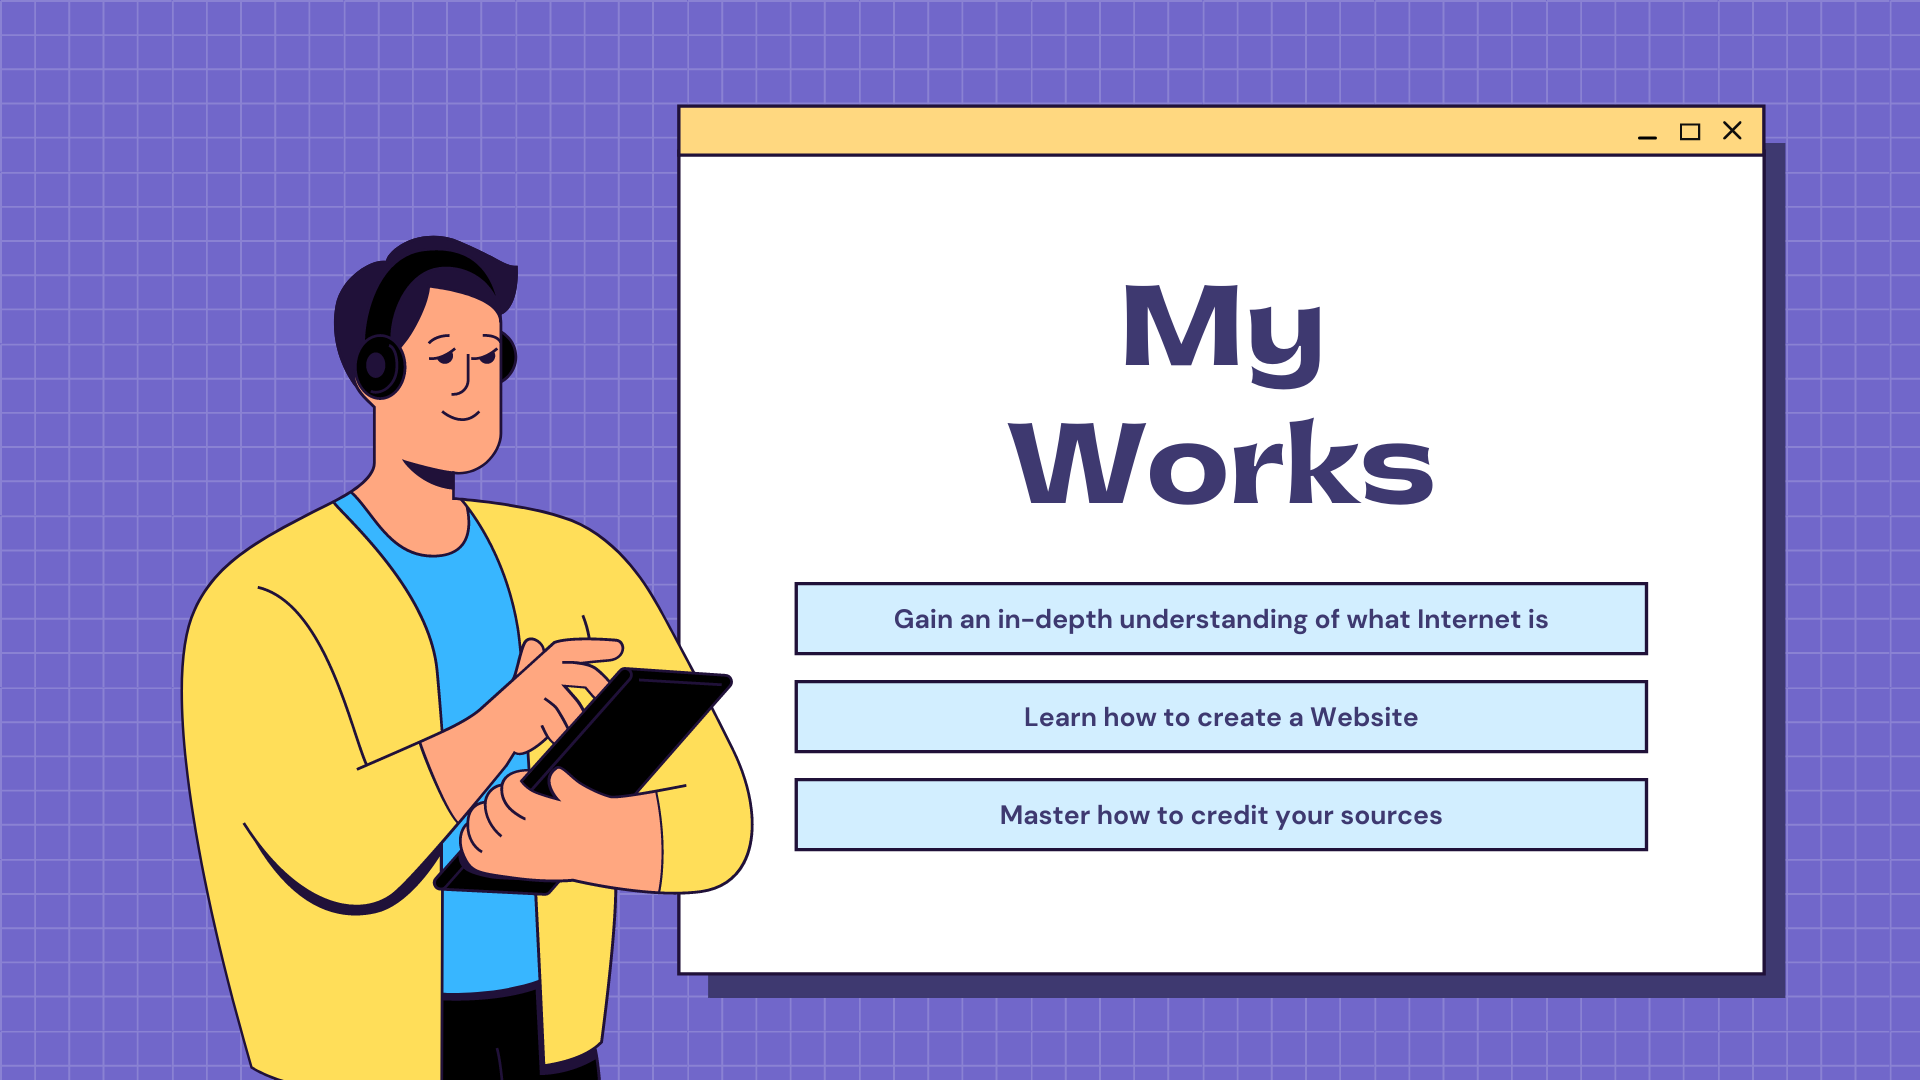 My
Works
Gain an in-depth understanding of what Internet is
Learn how to create a Website
Master how to credit your sources